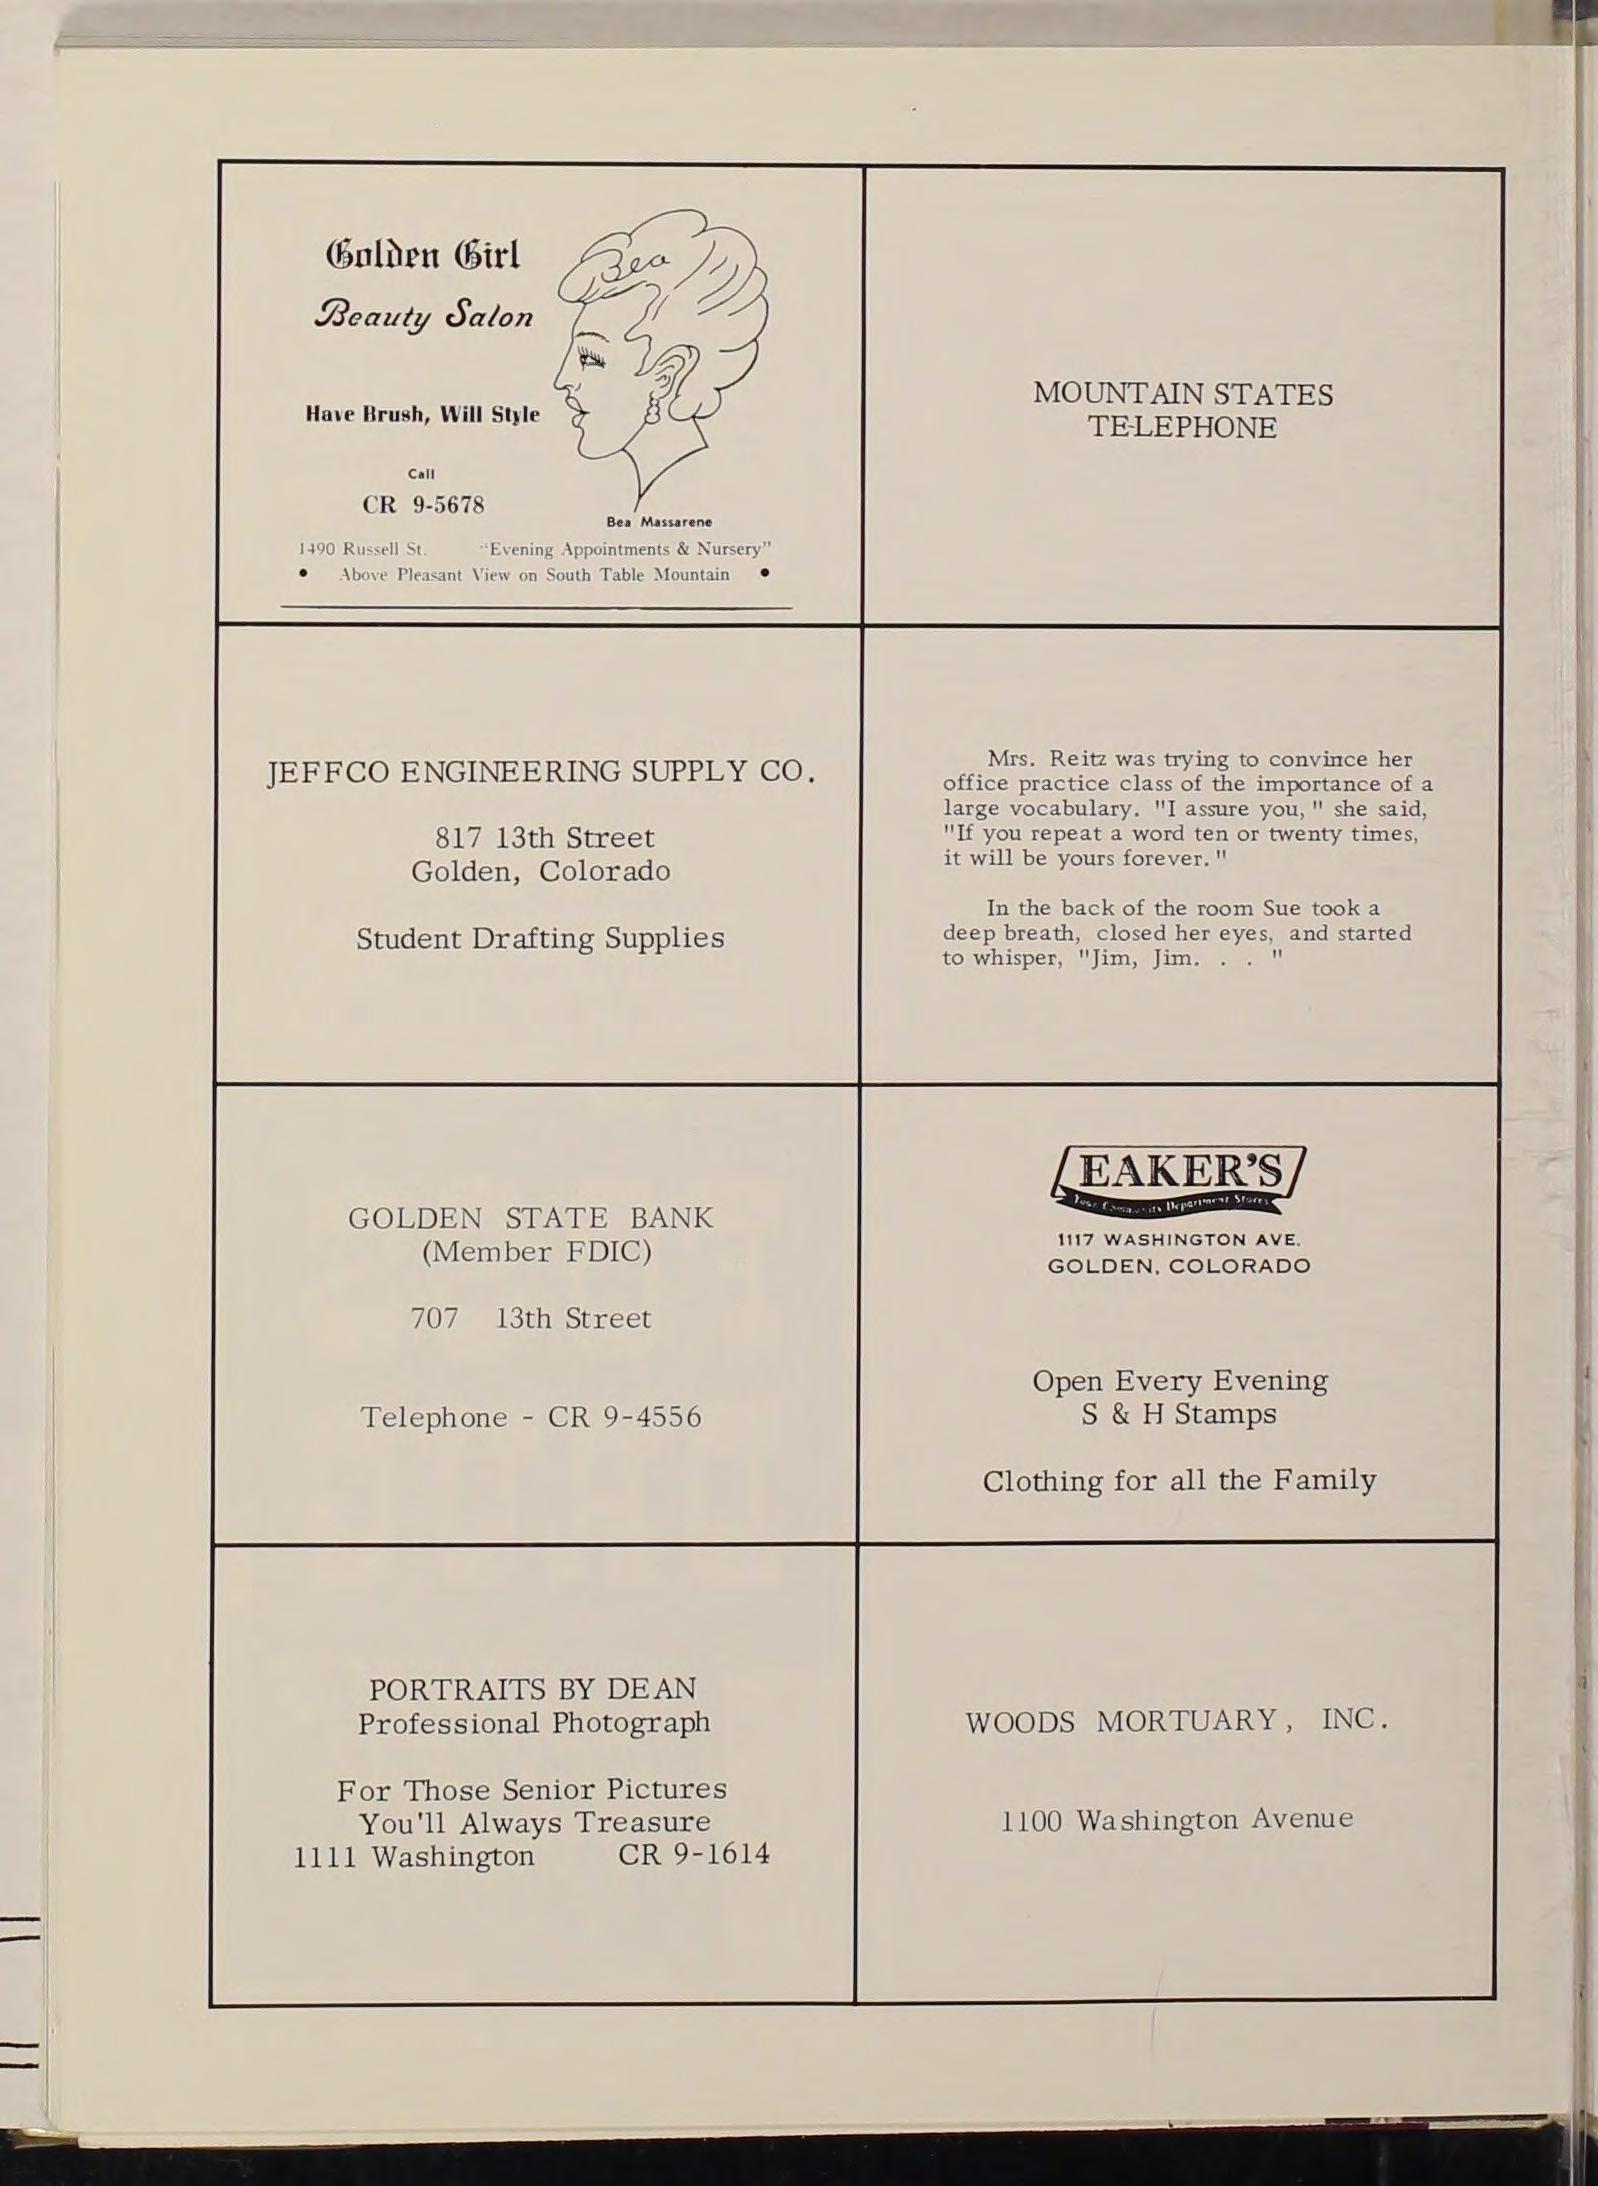 Golden Girl
Beauty Salon
Bea
Have Brush, Will Style
Call
CR 9-5678
Bea Massarene
1490 Russell St. "Evening Appointments & Nursery"
• Above Pleasant View on South Table Mountain •
MOUNTAIN STATES
TE-LEPHONE
JEFFCO ENGINEERING SUPPLY CO.
817 13th Street
Golden, Colorado
Student Drafting Supplies
Mrs. Reitz was trying to convince her
office practice class of the importance of a
large vocabulary. "I assure you," she said,
"If you repeat a word ten or twenty times,
it will be yours forever."
In the back of the room Sue took a
deep breath, closed her eyes, and started
to whisper, "Jim, Jim. . . "
GOLDEN STATE BANK
(Member FDIC)
707 13th Street
Telephone - CR 9-4556
EAKER'S
Your Community Department Stores
1117 WASHINGTON AVE.
GOLDEN, COLORADO
Open Every Evening
S & H Stamps
Clothing for all the Family
PORTRAITS BY DEAN
Professional Photograph
For Those Senior Pictures
You'll Always Treasure
1111 Washington CR 9-1614
WOODS MORTUARY, INC.
1100 Washington Avenue